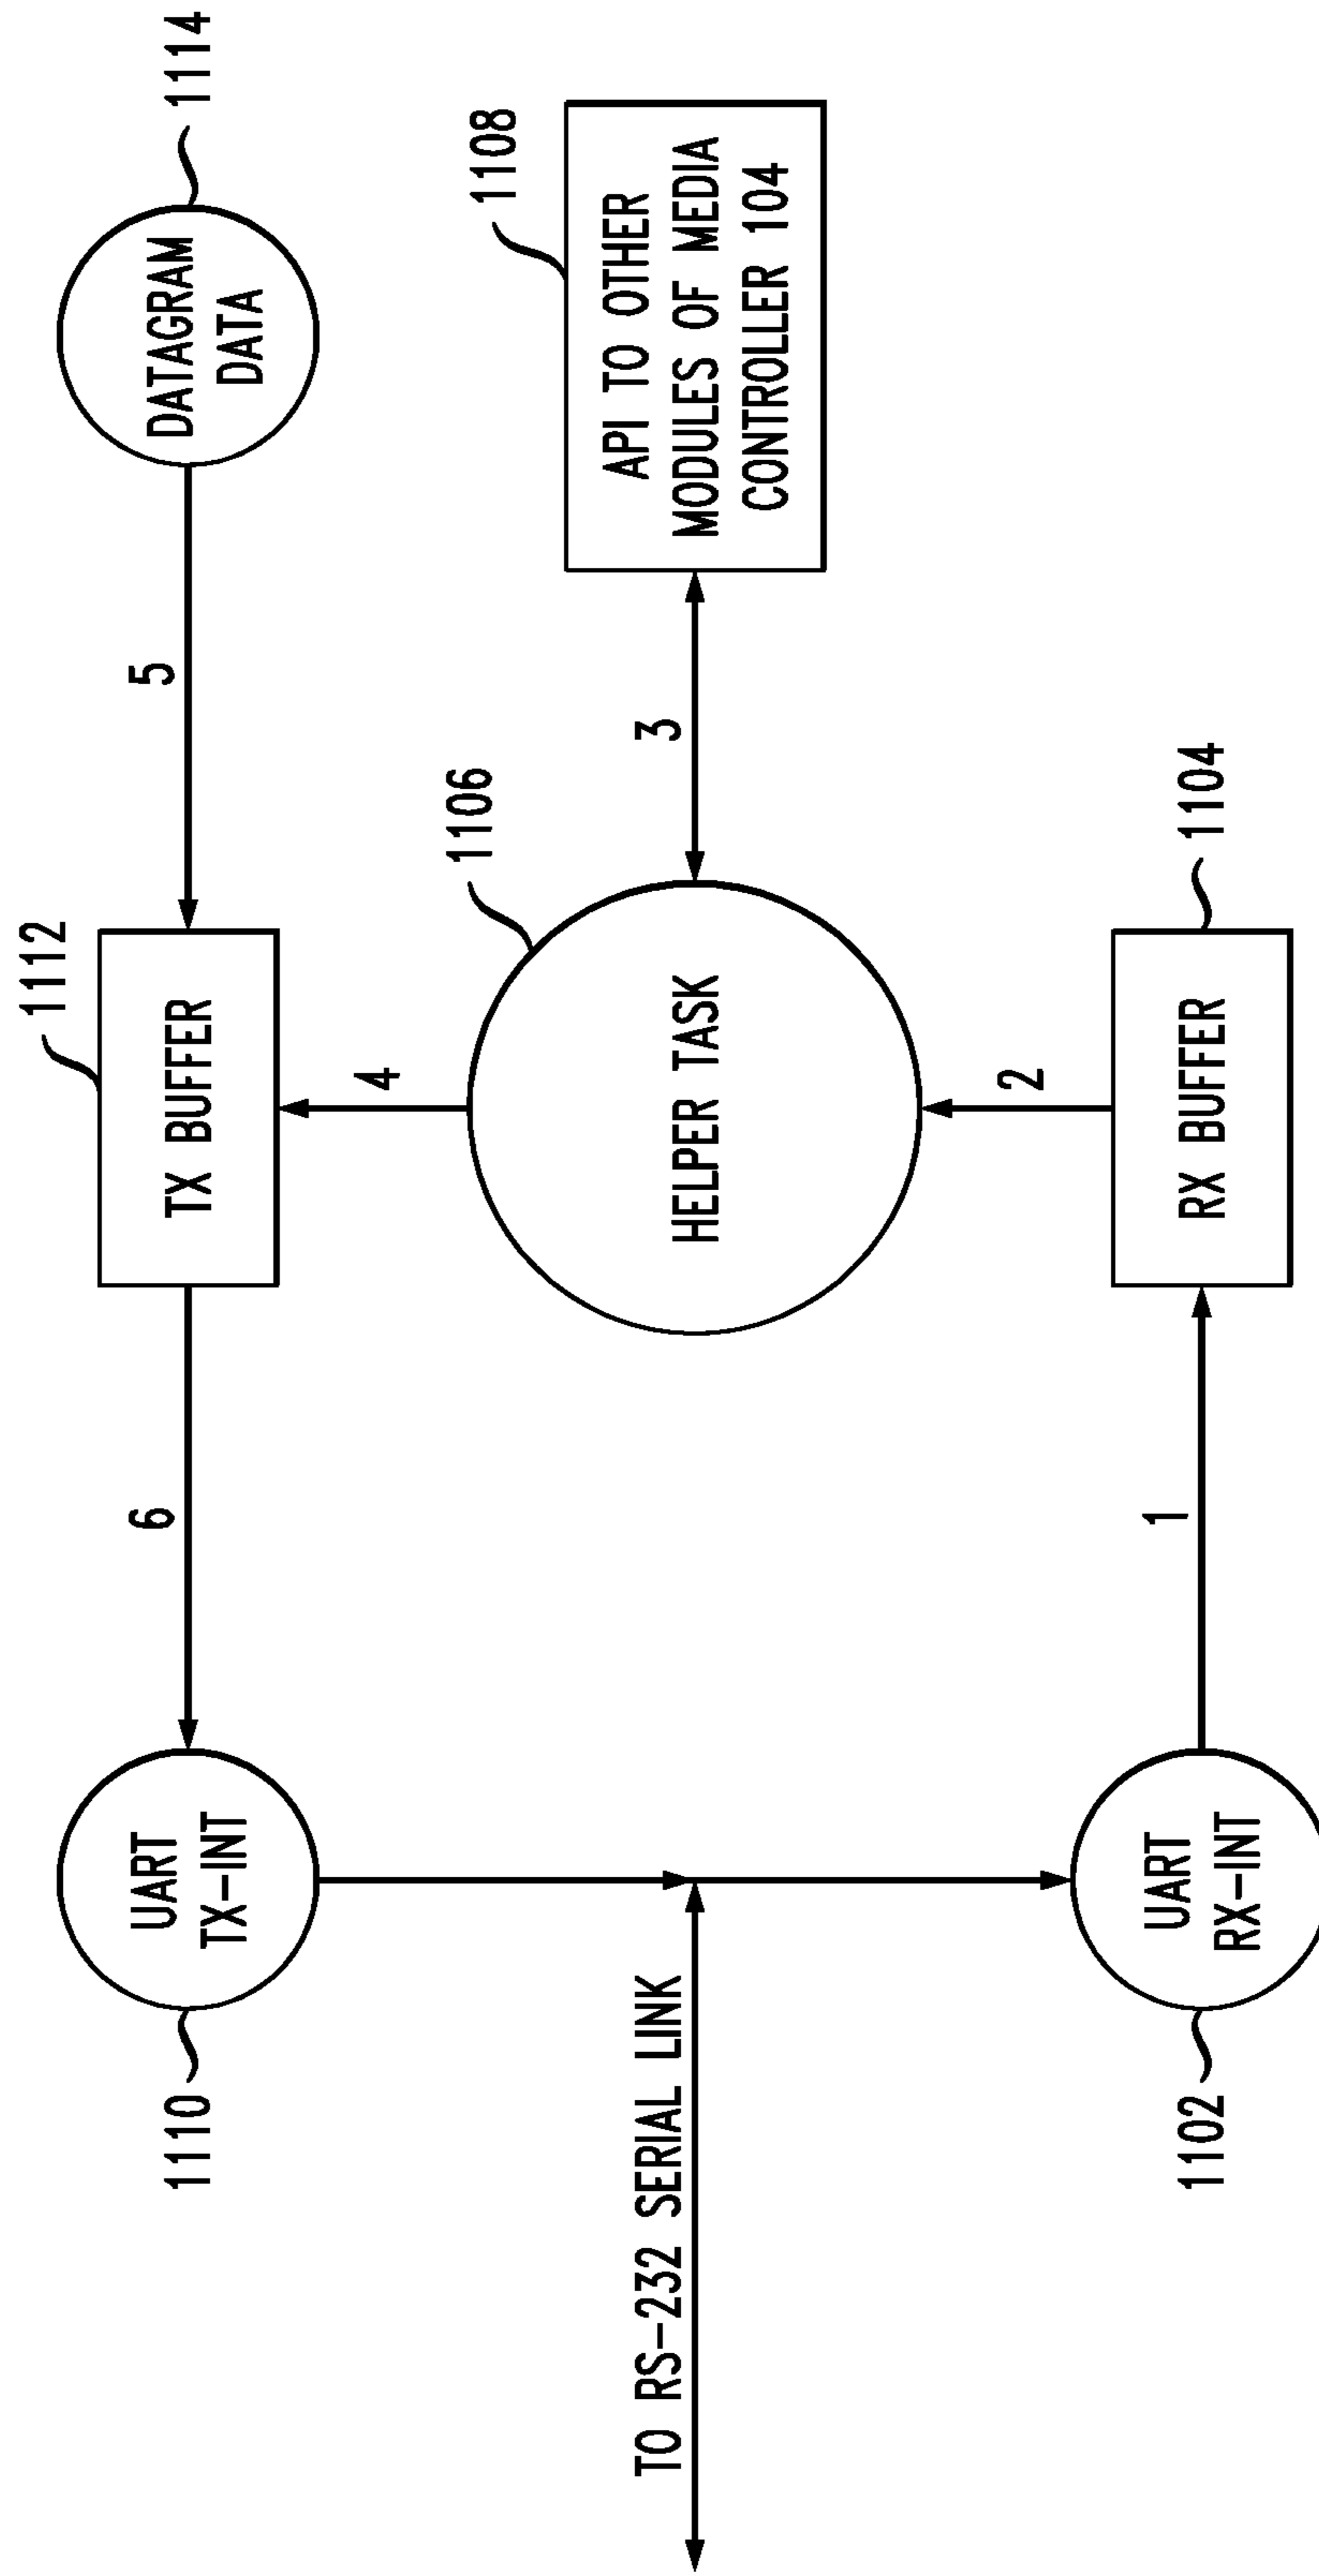 1112
1110
UART
TX-INT
6
TX BUFFER
5
DATAGRAM
DATA
1114
4
1106
1108
TO RS-232 SERIAL LINK
HELPER TASK
3
API TO OTHER
MODULES OF MEDIA
CONTROLLER 104
2
1102
UART
RX-INT
1
RX BUFFER
1104